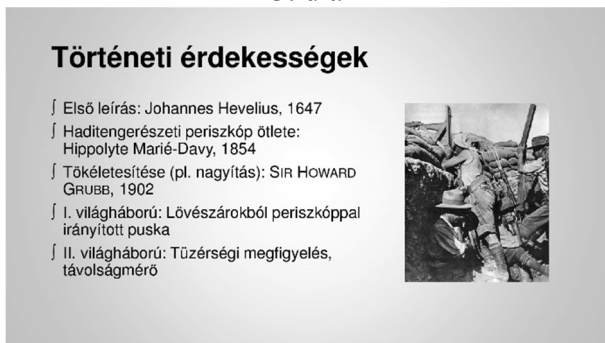 Történeti érdekességek
∫ Első leírás: Johannes Hevelius, 1647
∫ Haditengerészeti periszkóp ötlete:
Hippolyte Marié-Davy, 1854
∫ Tökéletesítése (pl. nagyítás): SIR HOWARD
GRUBB, 1902
∫ I. világháború: Lövészárokból periszkóppal
irányított puska
∫ II. világháború: Tüzérségi megfigyelés,
távolságmérő